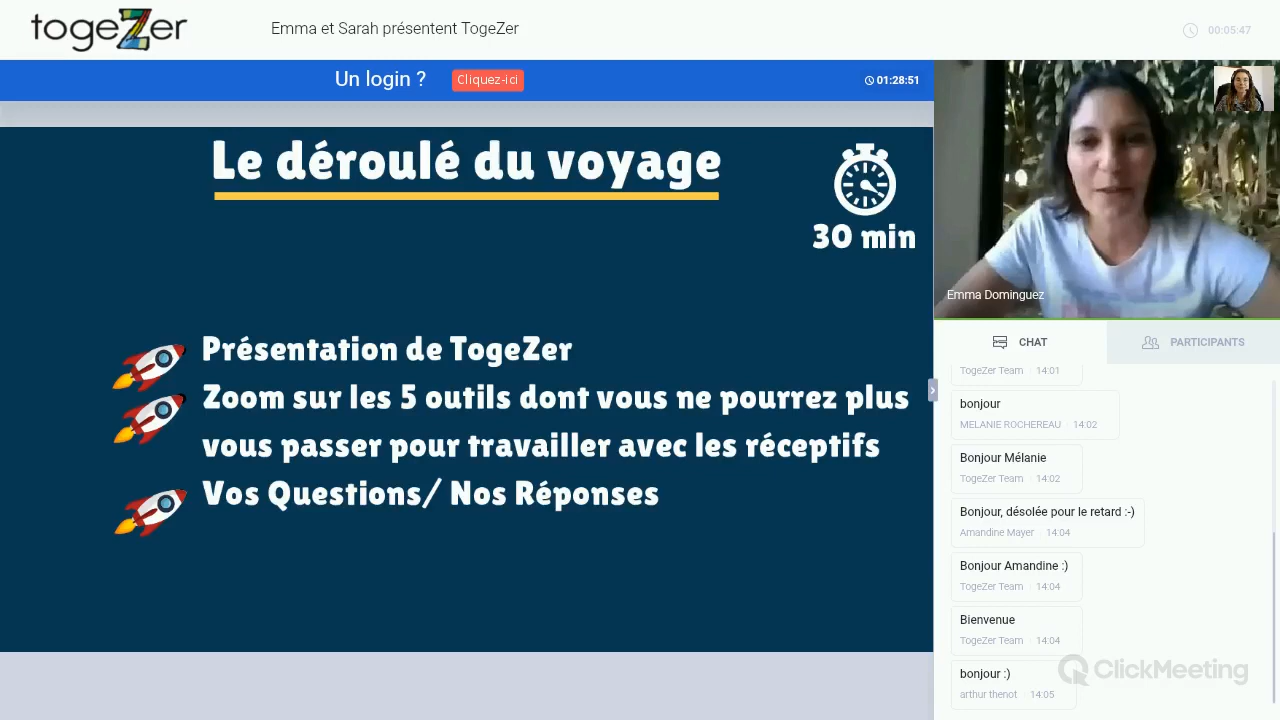 togeZer
Emma et Sarah présentent TogeZer
00:05:47
Un login ?
Cliquez-ici
01:28:51
Le déroulé du voyage
30 min
Présentation de TogeZer
Zoom sur les 5 outils dont vous ne pourrez plus
vous passer pour travailler avec les réceptifs
Vos Questions/ Nos Réponses
Emma Dominguez
CHAT
PARTICIPANTS
TogeZer Team 14:01
bonjour
MELANIE ROCHEREAU 14:02
Bonjour Mélanie
TogeZer Team 14:02
Bonjour, désolée pour le retard :-)
Amandine Mayer 14:04
Bonjour Amandine :)
TogeZer Team 14:04
Bienvenue
TogeZer Team 14:04
bonjour :)
arthur thenot 14:05
ClickMeeting